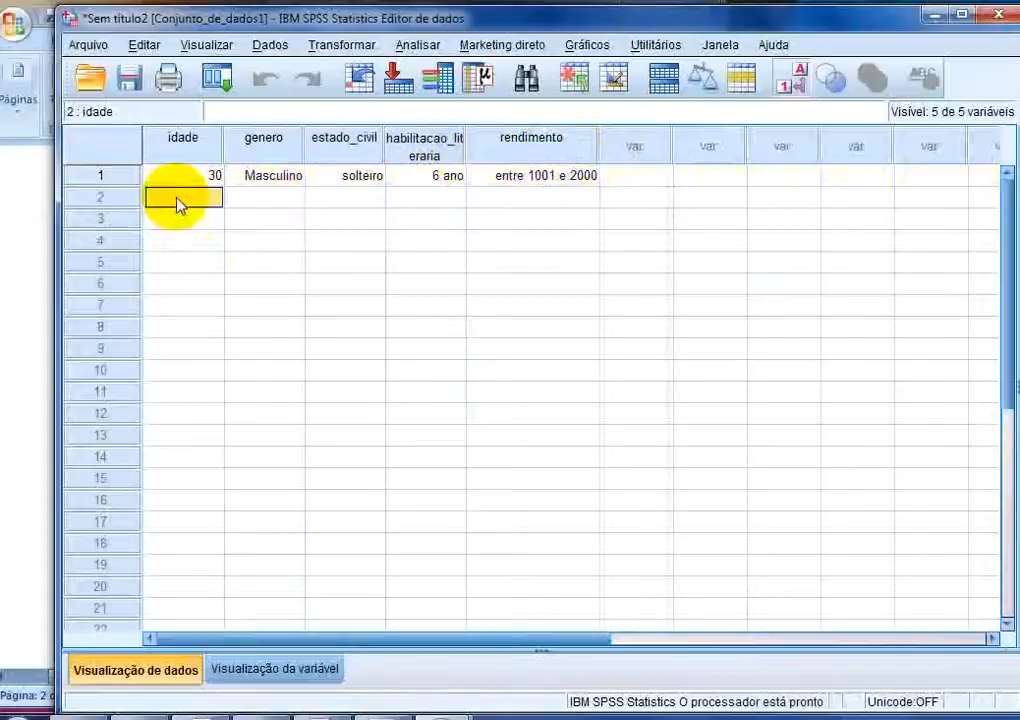 *Sem título2 [Conjunto_de_dados1] - IBM SPSS Statistics Editor de dados
Arquivo Editar Visualizar Dados Transformar Analisar Marketing direto Gráficos Utilitários Janela Ajuda
Páginas
2 : idade Visível: 5 de 5 variáveis
idade genero estado_civil habilitacao_lit rendimento var var var var var
eraria
1 30 Masculino solteiro 6 ano entre 1001 e 2000
2
3
4
5
6
7
8
9
10
11
12
13
14
15
16
17
18
19
20
21
22
Visualização de dados Visualização da variável
Página: 2
IBM SPSS Statistics O processador está pronto Unicode:OFF